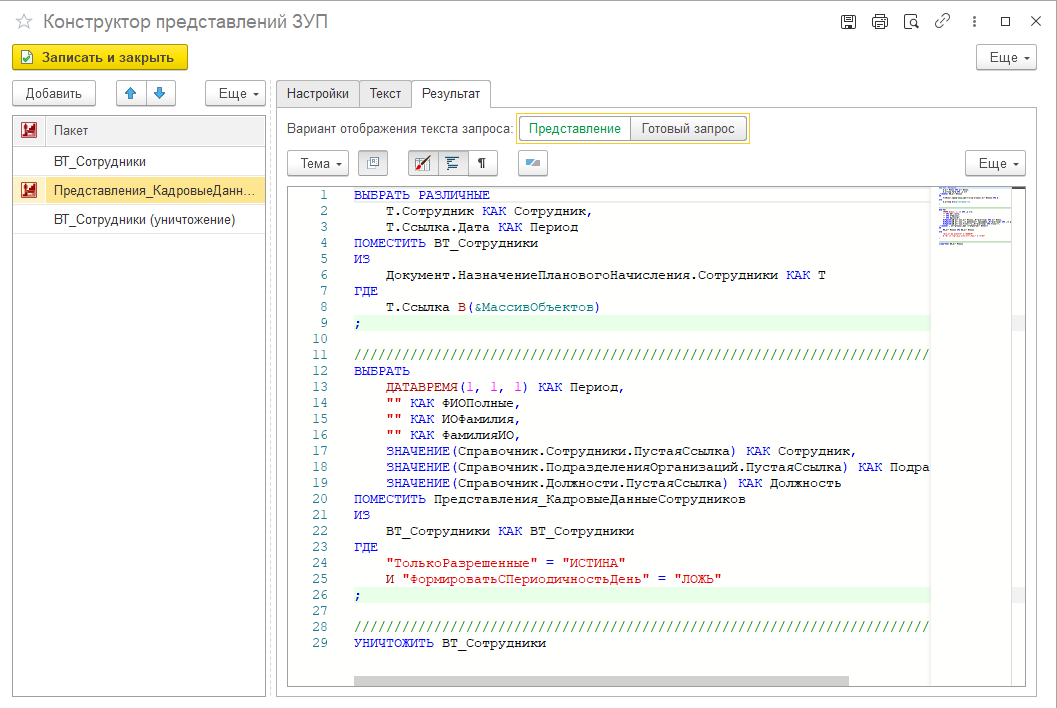 Конструктор представлений ЗУП
Записать и закрыть
Еще
Добавить
Еще
Пакет
ВТ_Сотрудники
Представления_КадровыеДанн...
ВТ_Сотрудники (уничтожение)
Настройки Текст Результат
Вариант отображения текста запроса: Представление Готовый запрос
Тема
Еще
1 ВЫБРАТЬ РАЗЛИЧНЫЕ
2 Т.Сотрудник КАК Сотрудник,
3 Т.Ссылка.Дата КАК Период
4 ПОМЕСТИТЬ ВТ_Сотрудники
5 ИЗ
6 Документ.НазначениеПлановогоНачисления.Сотрудники КАК Т
7 ГДЕ
8 Т.Ссылка В(&МассивОбъектов)
9 ;
10
11 ////////////////////////////////////////////////////////////////////////
12 ВЫБРАТЬ
13 ДАТАВРЕМЯ(1, 1, 1) КАК Период,
14 "" КАК ФИОПолные,
15 "" КАК ИОФамилия,
16 "" КАК ФамилияИО,
17 ЗНАЧЕНИЕ(Справочник.Сотрудники.ПустаяСсылка) КАК Сотрудник,
18 ЗНАЧЕНИЕ(Справочник.ПодразделенияОрганизаций.ПустаяСсылка) КАК Подра
19 ЗНАЧЕНИЕ(Справочник.Должности.ПустаяСсылка) КАК Должность
20 ПОМЕСТИТЬ Представления_КадровыеДанныеСотрудников
21 ИЗ
22 ВТ_Сотрудники КАК ВТ_Сотрудники
23 ГДЕ
24 "ТолькоРазрешенные" = "ИСТИНА"
25 И "ФормироватьСПериодичностьДень" = "ЛОЖЬ"
26 ;
27
28 ////////////////////////////////////////////////////////////////////////
29 УНИЧТОЖИТЬ ВТ_Сотрудники